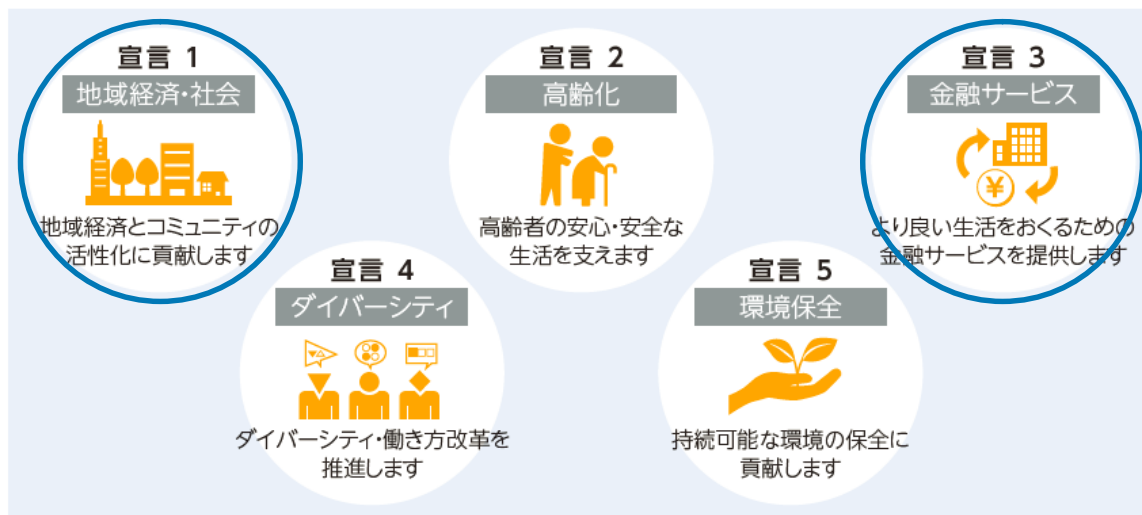 宣言 1
地域経済・社会
地域経済とコミュニティの
活性化に貢献します
宣言 2
高齢化
高齢者の安心・安全な
生活を支えます
宣言 3
金融サービス
¥
より良い生活をおくるための
金融サービスを提供します
宣言 4
ダイバーシティ
ダイバーシティ・働き方改革を
推進します
宣言 5
環境保全
持続可能な環境の保全に
貢献します